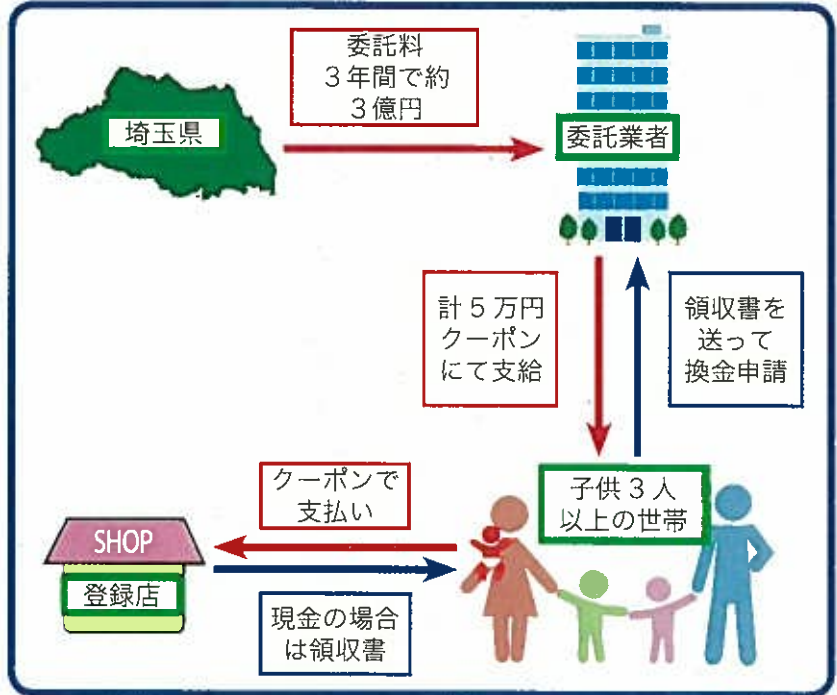 委託料
3年間で約
3億円
埼玉県
委託業者
計5万円
クーポン
にて支給
領収書を
送って
換金申請
クーポンで
支払い
子供3人
以上の世帯
SHOP
登録店
現金の場合
は領収書